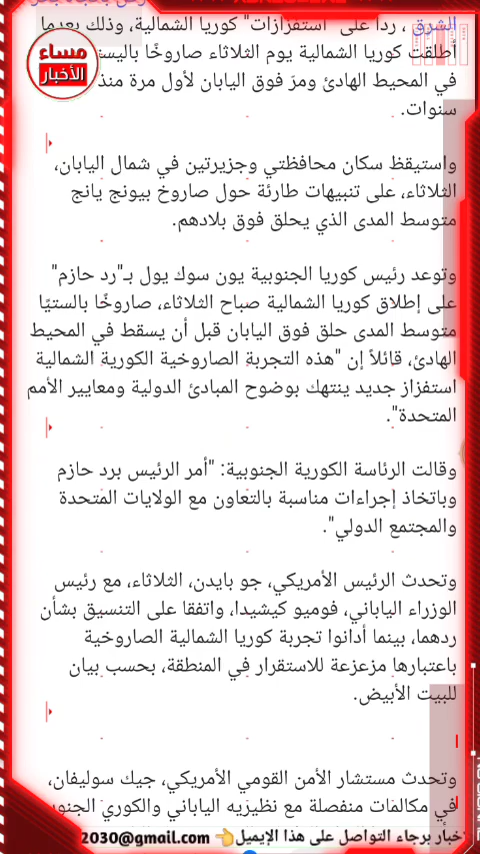 الشرق ، ردا على "استفزازات" كوريا الشمالية، وذلك بعدما
أطلقت كوريا الشمالية يوم الثلاثاء صاروخًا
في المحيط الهادئ ومرّ فوق اليابان لأول مرة منذ
سنوات.
مساء
الأخبار
واستيقظ سكان محافظتي وجزيرتين في شمال اليابان،
الثلاثاء، على تنبيهات طارئة حول صاروخ بيونج يانج
متوسط المدى الذي يحلق فوق بلادهم.
وتوعد رئيس كوريا الجنوبية يون سوك يول بـ"رد حازم"
على إطلاق كوريا الشمالية صباح الثلاثاء، صاروخًا بالستيًا
متوسط المدى حلق فوق اليابان قبل أن يسقط في المحيط
الهادئ، قائلاً إن "هذه التجربة الصاروخية الكورية الشمالية
استفزاز جديد ينتهك بوضوح المبادئ الدولية ومعايير الأمم
المتحدة".
وقالت الرئاسة الكورية الجنوبية: "أمر الرئيس برد حازم
وباتخاذ إجراءات مناسبة بالتعاون مع الولايات المتحدة
والمجتمع الدولي".
وتحدث الرئيس الأمريكي، جو بايدن، الثلاثاء، مع رئيس
الوزراء الياباني، فوميو كيشيدا، واتفقا على التنسيق بشأن
ردهما، بينما أدانوا تجربة كوريا الشمالية الصاروخية
باعتبارها مزعزعة للاستقرار في المنطقة، بحسب بيان
للبيت الأبيض.
وتحدث مستشار الأمن القومي الأمريكي، جيك سوليفان،
في مكالمات منفصلة مع نظيريه الياباني والكوري
برجاء التواصل على هذا الإيميل👈 2030@gmail.com